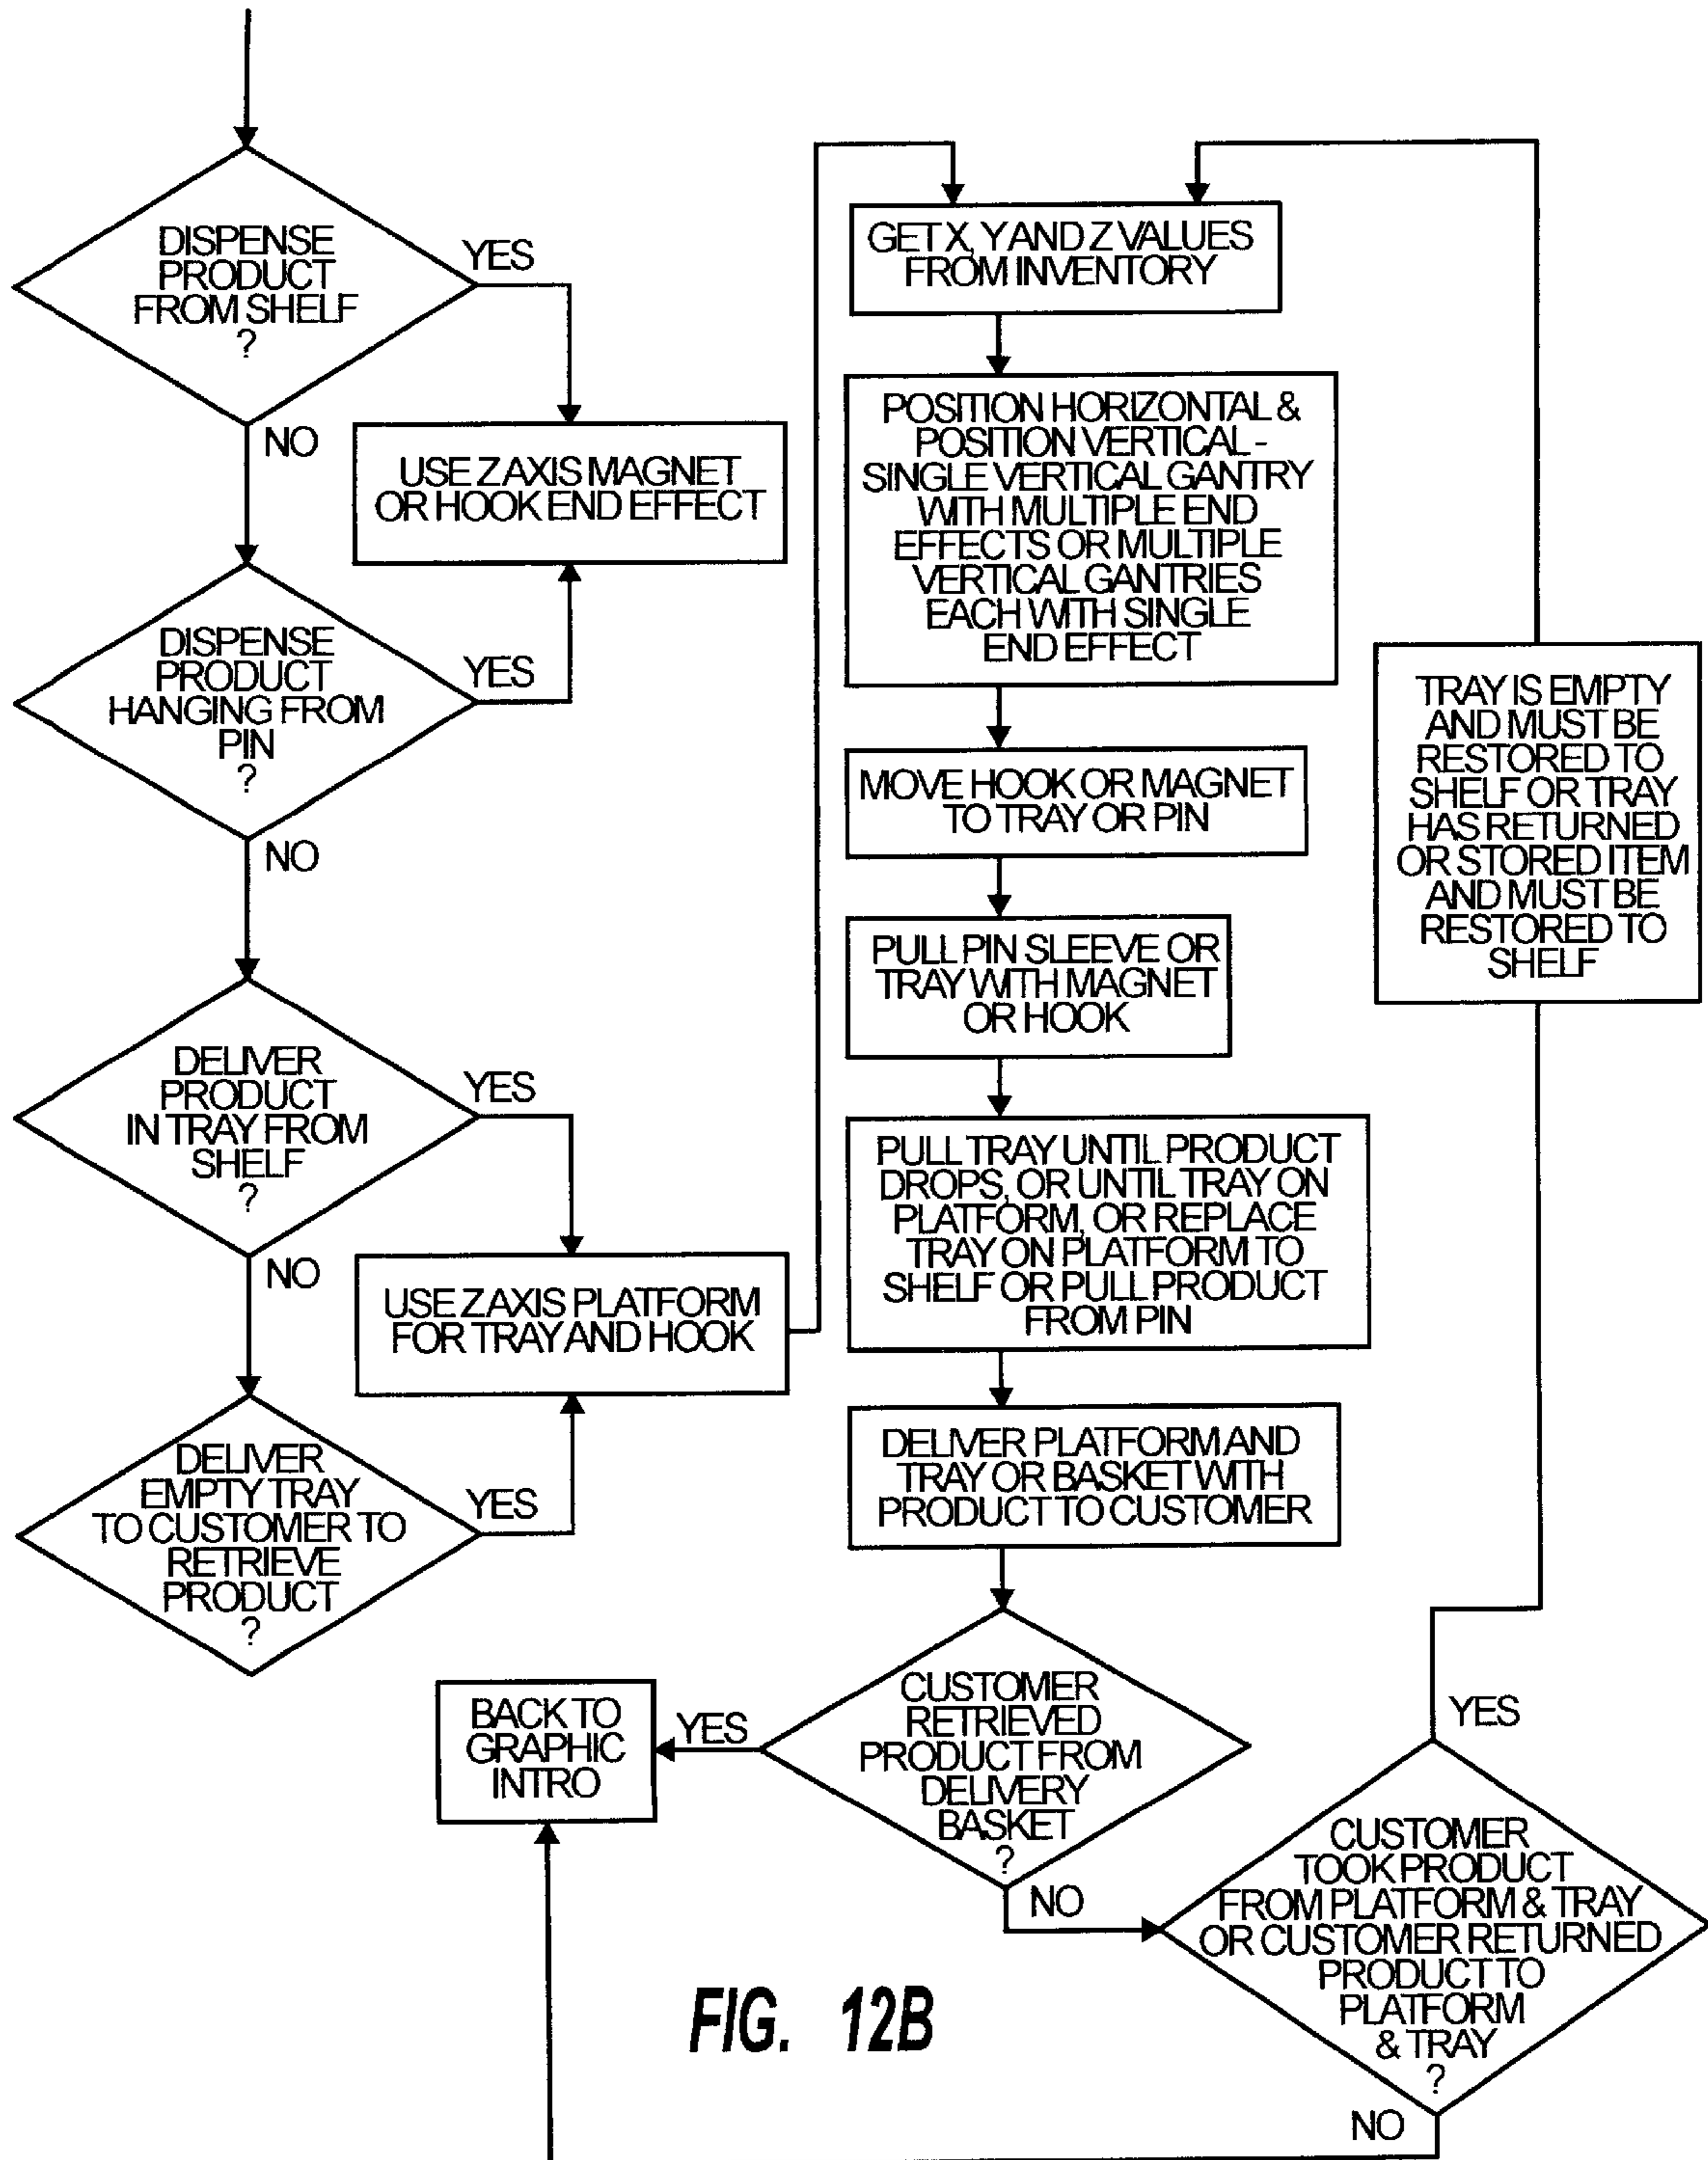 DISPENSE
PRODUCT
FROM SHELF
?
YES
NO
USE Z AXIS MAGNET
OR HOOK END EFFECT
DISPENSE
PRODUCT
HANGING FROM
PIN
?
YES
NO
DELIVER
PRODUCT
IN TRAY FROM
SHELF
?
YES
NO
USE Z AXIS PLATFORM
FOR TRAY AND HOOK
DELIVER
EMPTY TRAY
TO CUSTOMER TO
RETRIEVE
PRODUCT
?
YES
GET X, Y AND Z VALUES
FROM INVENTORY
POSITION HORIZONTAL &
POSITION VERTICAL-
SINGLE VERTICAL GANTRY
WITH MULTIPLE END
EFFECTS OR MULTIPLE
VERTICAL GANTRIES
EACH WITH SINGLE
END EFFECT
MOVE HOOK OR MAGNET
TO TRAY OR PIN
PULL PIN SLEEVE OR
TRAY WITH MAGNET
OR HOOK
PULL TRAY UNTIL PRODUCT
DROPS, OR UNTIL TRAY ON
PLATFORM, OR REPLACE
TRAY ON PLATFORM TO
SHELF OR PULL PRODUCT
FROM PIN
DELIVER PLATFORM AND
TRAY OR BASKET WITH
PRODUCT TO CUSTOMER
CUSTOMER
RETRIEVED
PRODUCT FROM
DELIVERY
BASKET
?
YES
NO
BACK TO
GRAPHIC
INTRO
TRAY IS EMPTY
AND MUST BE
RESTORED TO
SHELF OR TRAY
HAS RETURNED
OR STORED ITEM
AND MUST BE
RESTORED TO
SHELF
YES
CUSTOMER
TOOK PRODUCT
FROM PLATFORM & TRAY
OR CUSTOMER RETURNED
PRODUCT TO
PLATFORM
& TRAY
?
NO
FIG. 12B